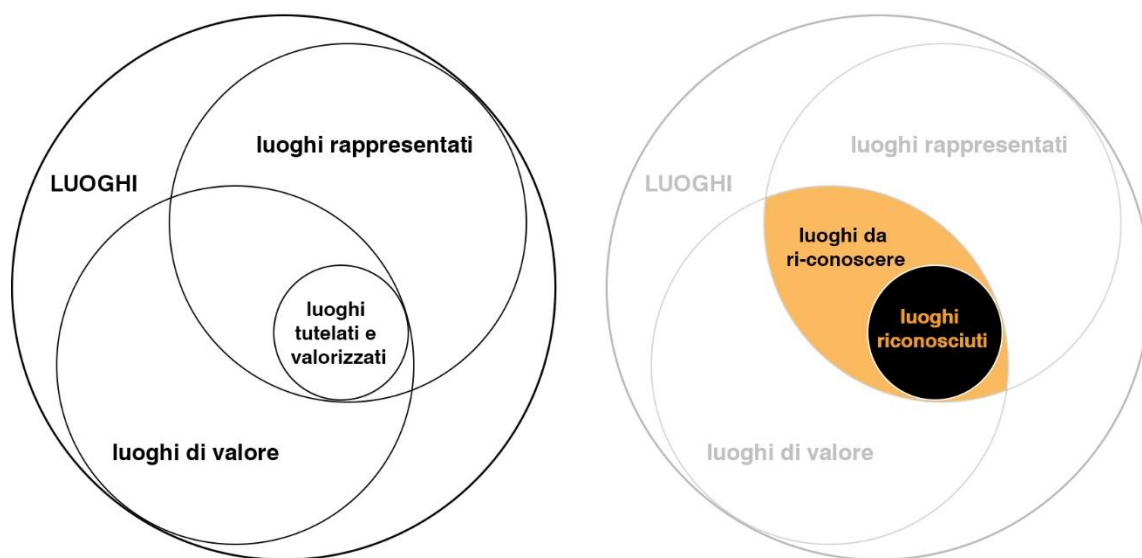 luoghi rappresentati
LUOGHI
luoghi
tutelati e
valorizzati
luoghi di valore
luoghi rappresentati
LUOGHI
luoghi da
ri-conoscere
luoghi
riconosciuti
luoghi di valore